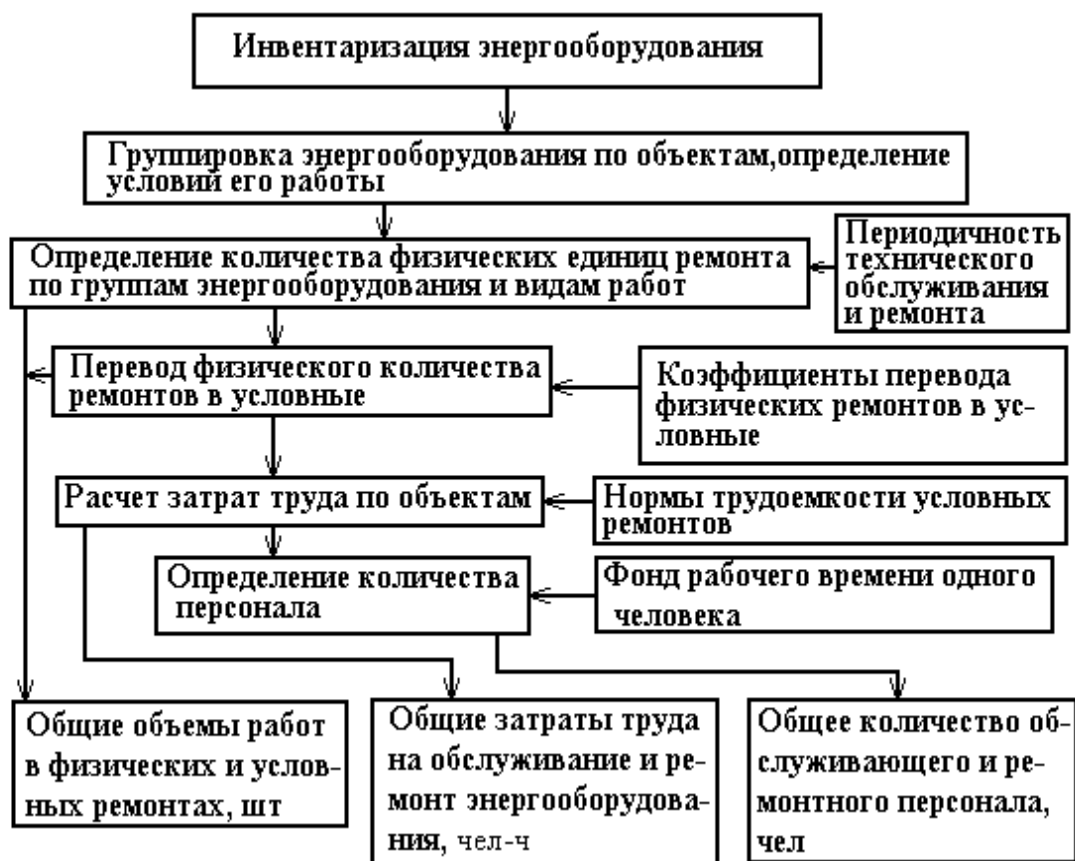 Инвентаризация энергооборудования
Группировка энергооборудования по объектам,определение
условий его работы
Определение количества физических единиц ремонта
по группам энергооборудования и видам работ
Периодичность
технического
обслуживания
и ремонта
Перевод физического количества
ремонтов в условные
Коэффициенты перевода
физических ремонтов в ус-
ловные
Расчет затрат труда по объектам
Нормы трудоемкости условных
ремонтов
Определение количества
персонала
Фонд рабочего времени одного
человека
Общие объемы работ
в физических и услов-
ных ремонтах, шт
Общие затраты труда
на обслуживание и ре-
монт энергооборудова-
ния, чел-ч
Общее количество об-
служивающего и ре-
монтного персонала,
чел